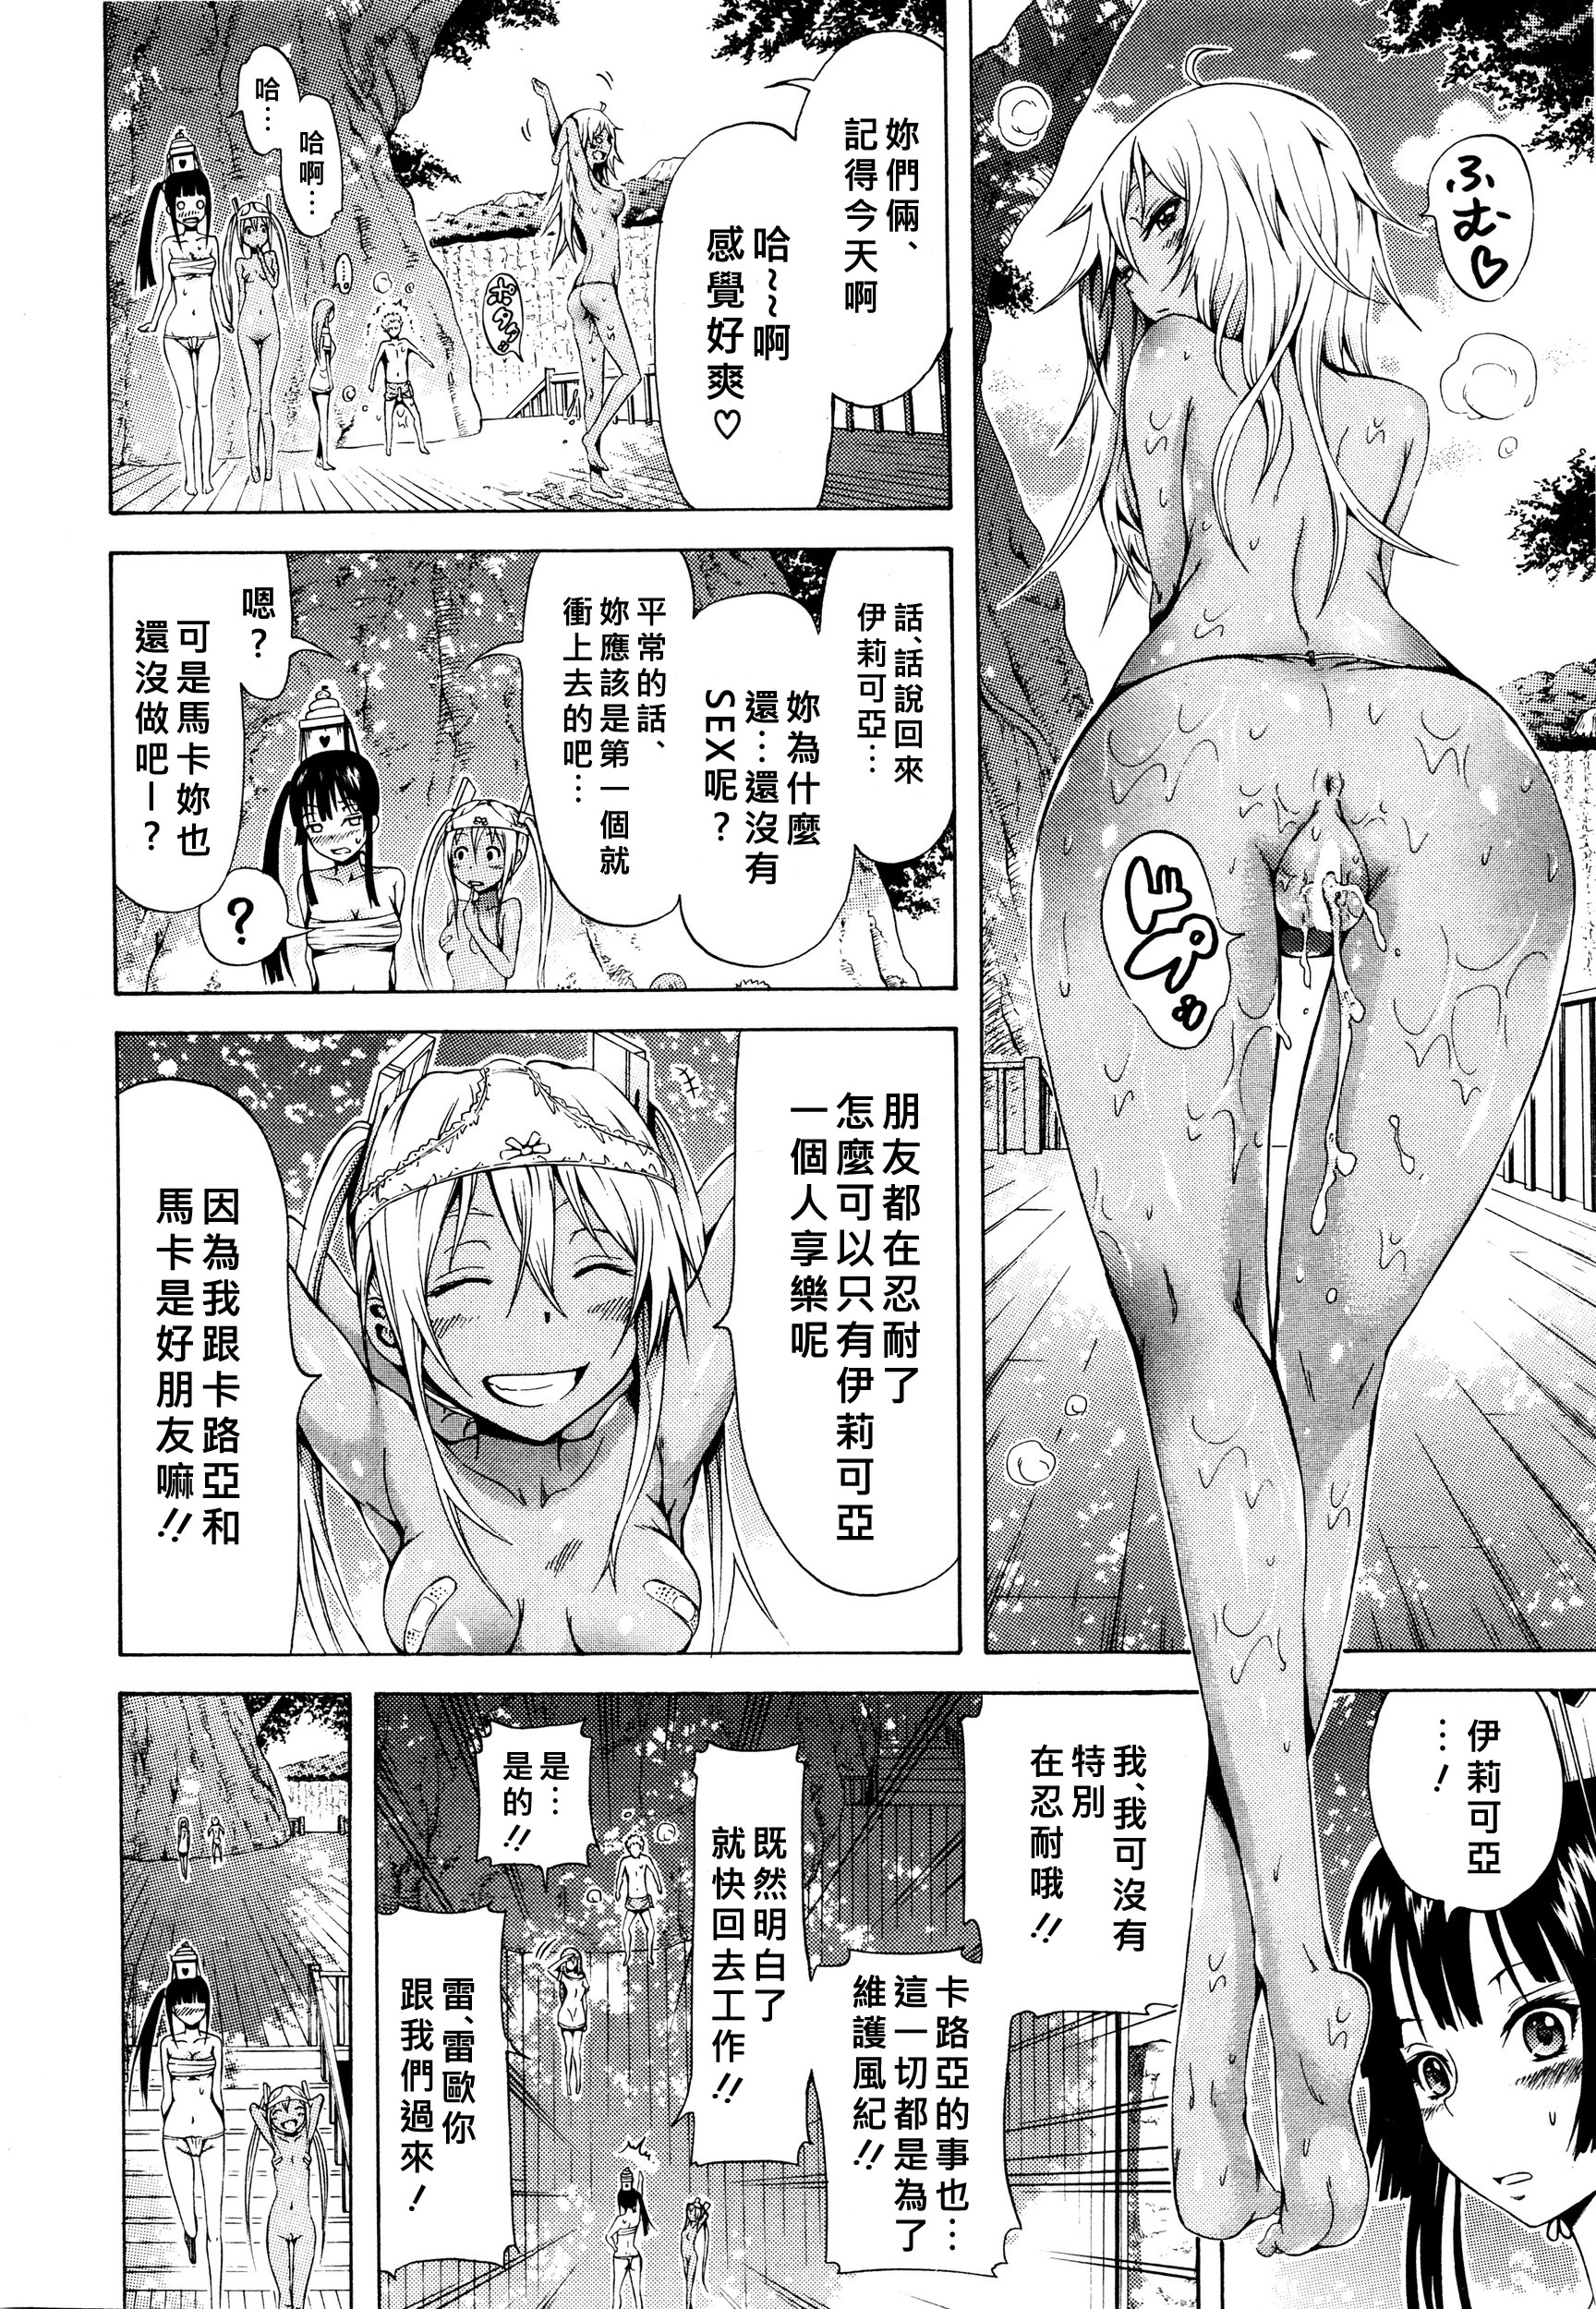 ふむ♡
ドピュッ
妳們倆、
記得今天啊
哈~~啊
感覺好爽♡
哈…
哈啊…
…
ポタッ
話、話說回來
伊莉可亞…
妳為什麼
還…還沒有
SEX呢?
平常的話、
妳應該是第一個就
衝上去的吧…
嗯?
可是馬卡妳也
還沒做吧ー?
?
朋友都在忍耐了
怎麼可以只有伊莉可亞
一個人享樂呢
因為我跟卡路亞和
馬卡是好朋友嘛!!
伊莉可亞
…!
我、我可沒有
特別
在忍耐哦!!
卡路亞的事也…
這一切都是為了
維護風紀!!
既然明白了
就快回去工作!!
是…
是的!!
雷、雷歐你
跟我們過來!